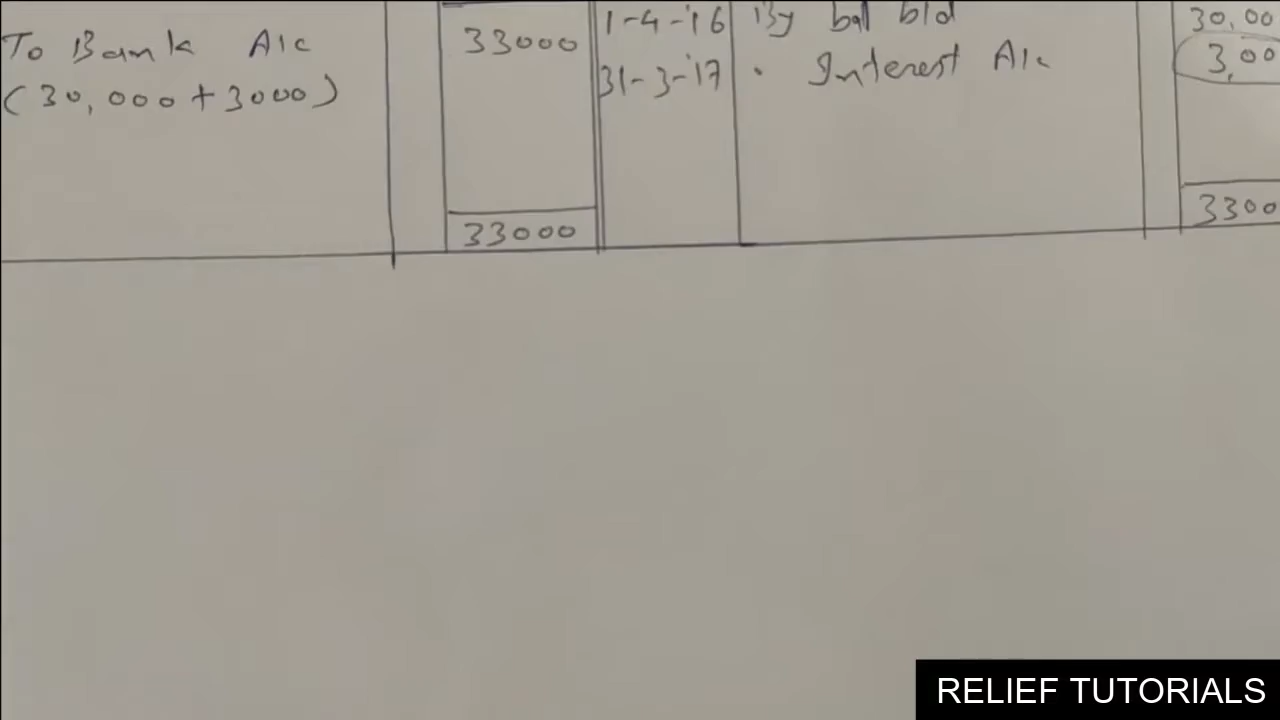 To Bank A/c 33000 1-4-'16 By bal b/d 30,00
(30,000 + 3000) 31-3-'17 " Interest A/c 3,00
33000 3300
RELIEF TUTORIALS